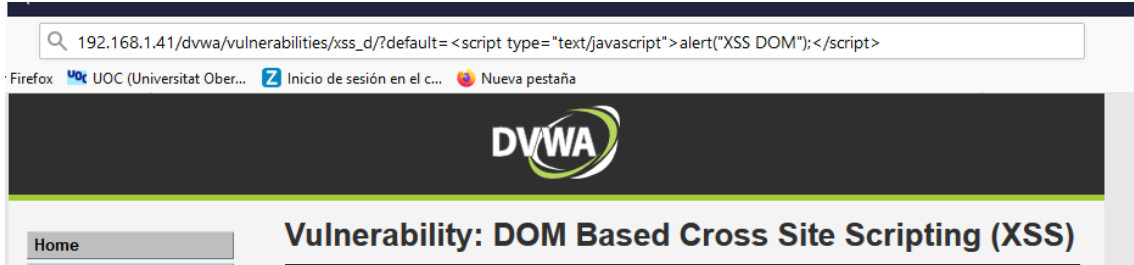 192.168.1.41/dvwa/vulnerabilities/xss_d/?default=<script type="text/javascript">alert("XSS DOM");</script>
Firefox UOC UOC (Universitat Ober... Z Inicio de sesión en el c... Nueva pestaña
DVWA
Home
Vulnerability: DOM Based Cross Site Scripting (XSS)